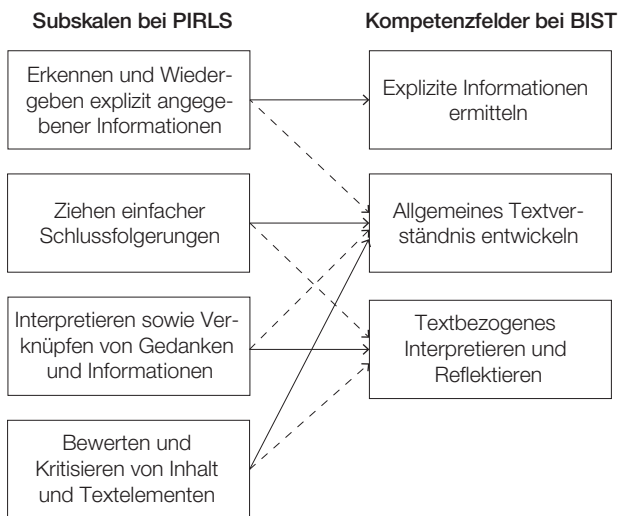 Subskalen bei PIRLS
Erkennen und Wieder-
geben explizit angege-
bener Informationen
Ziehen einfacher
Schlussfolgerungen
Interpretieren sowie Ver-
knüpfen von Gedanken
und Informationen
Bewerten und
Kritisieren von Inhalt
und Textelementen
Kompetenzfelder bei BIST
Explizite Informationen
ermitteln
Allgemeines Textver-
ständnis entwickeln
Textbezogenes
Interpretieren und
Reflektieren